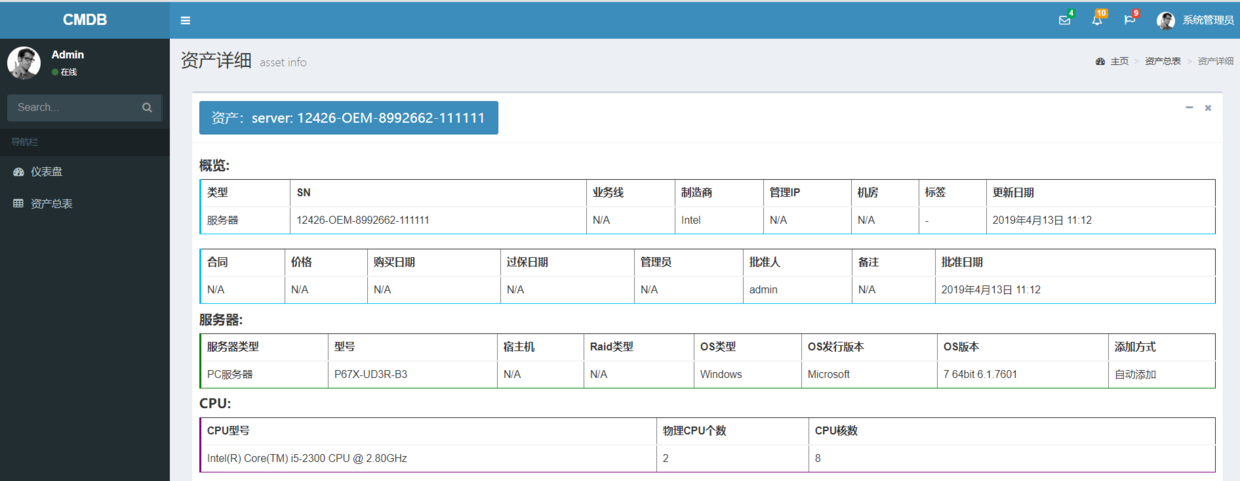 CMDB
4
10
9
系统管理员
Admin
在线
资产详细 asset info
主页 > 资产总表 > 资产详细
Search...
资产：server: 12426-OEM-8992662-111111
导航栏
仪表盘
资产总表
概览:
类型 SN 业务线 制造商 管理IP 机房 标签 更新日期
服务器 12426-OEM-8992662-111111 N/A Intel N/A N/A - 2019年4月13日 11:12
合同 价格 购买日期 过保日期 管理员 批准人 备注 批准日期
N/A N/A N/A N/A N/A admin N/A 2019年4月13日 11:12
服务器:
服务器类型 型号 宿主机 Raid类型 OS类型 OS发行版本 OS版本 添加方式
PC服务器 P67X-UD3R-B3 N/A N/A Windows Microsoft 7 64bit 6.1.7601 自动添加
CPU:
CPU型号 物理CPU个数 CPU核数
Intel(R) Core(TM) i5-2300 CPU @ 2.80GHz 2 8